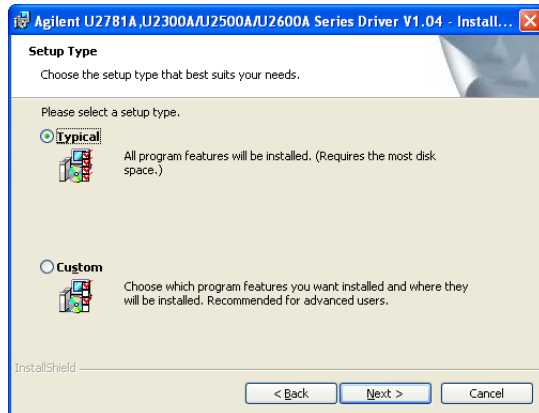 Agilent U2781A,U2300A/U2500A/U2600A Series Driver V1.04 - Install...
Setup Type
Choose the setup type that best suits your needs.
Please select a setup type.
Typical
All program features will be installed. (Requires the most disk
space.)
Custom
Choose which program features you want installed and where they
will be installed. Recommended for advanced users.
InstallShield
< Back
Next >
Cancel